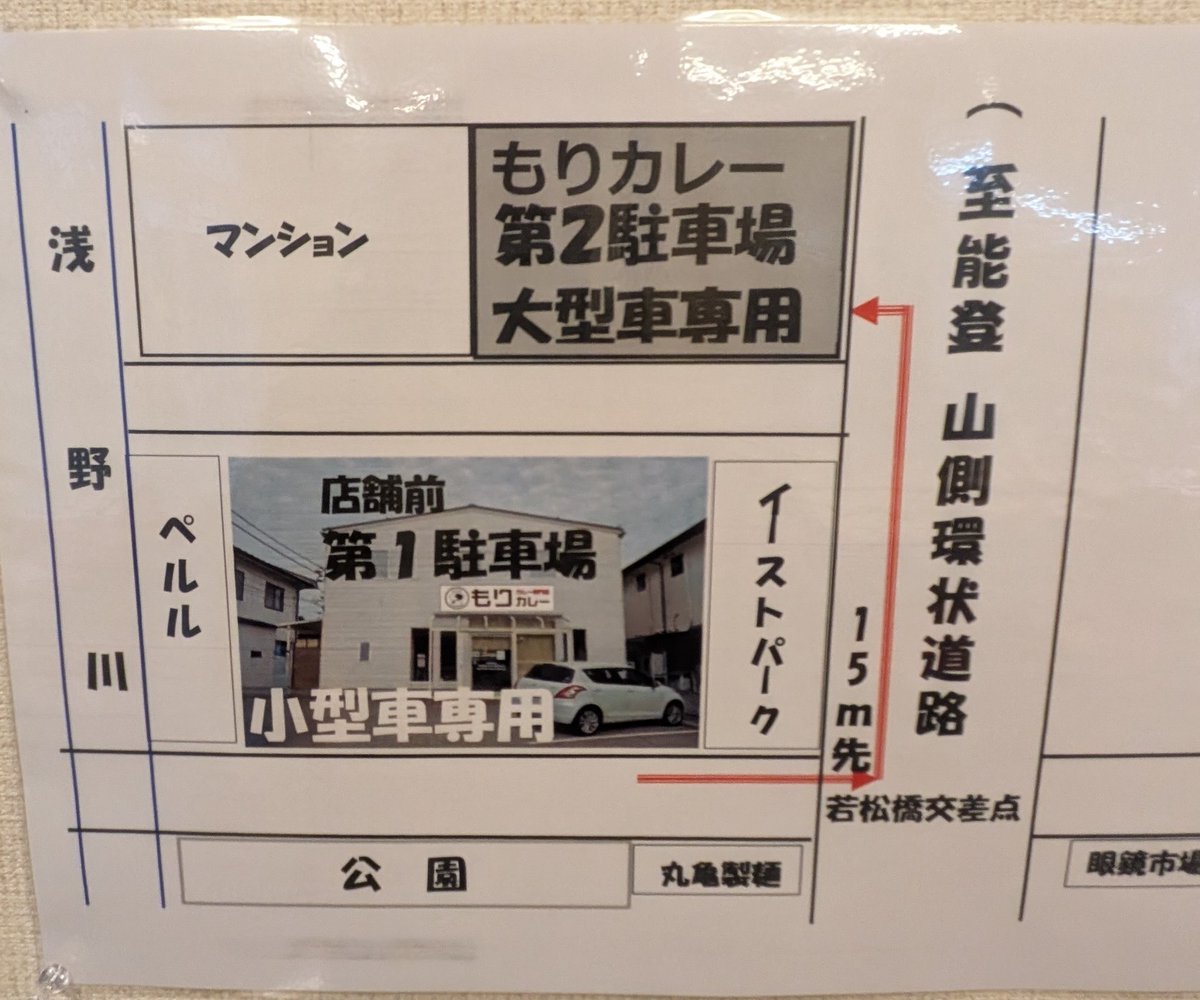 もりカレー
第2駐車場
大型車専用
マンション
浅野川
（至能登 山側環状道路
店舗前
第1駐車場
もりカレー
小型車専用
ペルル
イーストパーク
15m先
若松橋交差点
公園
丸亀製麺
眼鏡市場